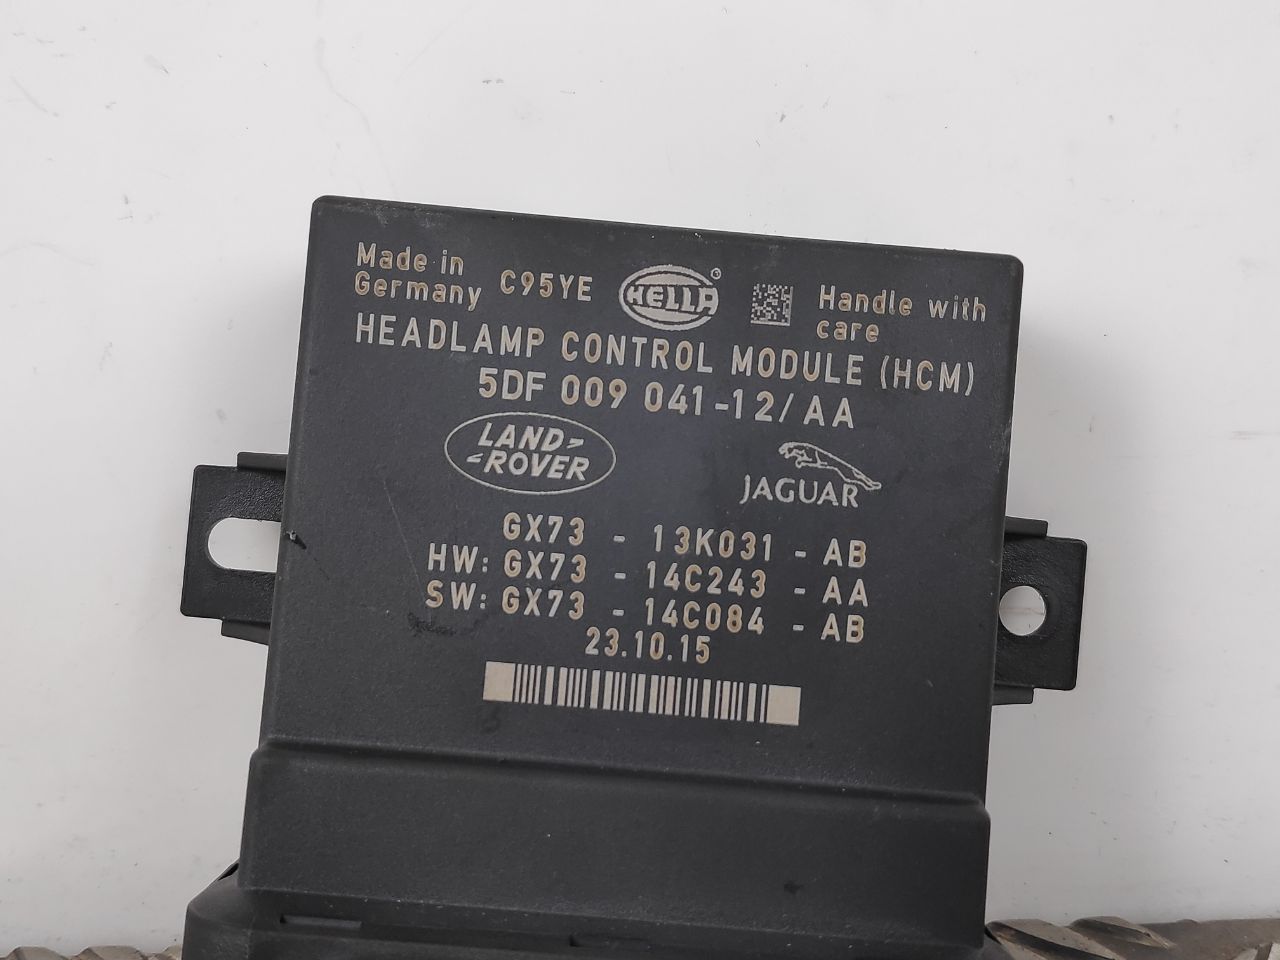 Made in
Germany
C95YE
HELLA®
Handle with
care
HEADLAMP CONTROL MODULE (HCM)
5DF 009 041-12/AA
LAND
ROVER
JAGUAR
GX73 - 13K031 - AB
HW: GX73 - 14C243 - AA
SW: GX73 - 14C084 - AB
23.10.15